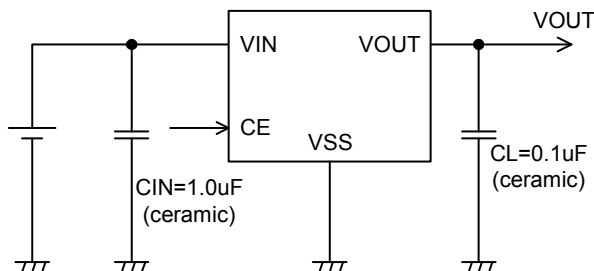 VOUT
VIN
VOUT
CE
VSS
CIN=1.0uF
(ceramic)
CL=0.1uF
(ceramic)